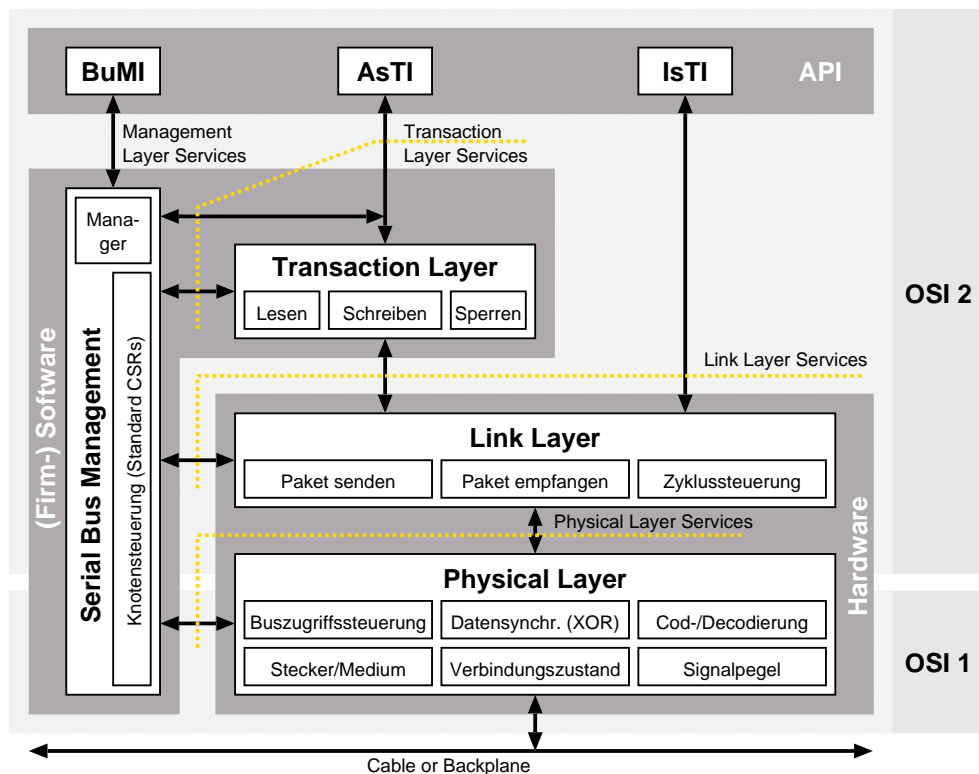 BuMI
AsTI
IsTI
API
Management
Layer Services
Transaction
Layer Services
Mana-
ger
Transaction Layer
Lesen
Schreiben
Sperren
OSI 2
Link Layer Services
(Firm-) Software
Serial Bus Management
Knotensteuerung (Standard CSRs)
Link Layer
Paket senden
Paket empfangen
Zyklussteuerung
Physical Layer Services
Hardware
Physical Layer
Buszugriffssteuerung
Datensynchr. (XOR)
Cod-/Decodierung
Stecker/Medium
Verbindungszustand
Signalpegel
OSI 1
Cable or Backplane